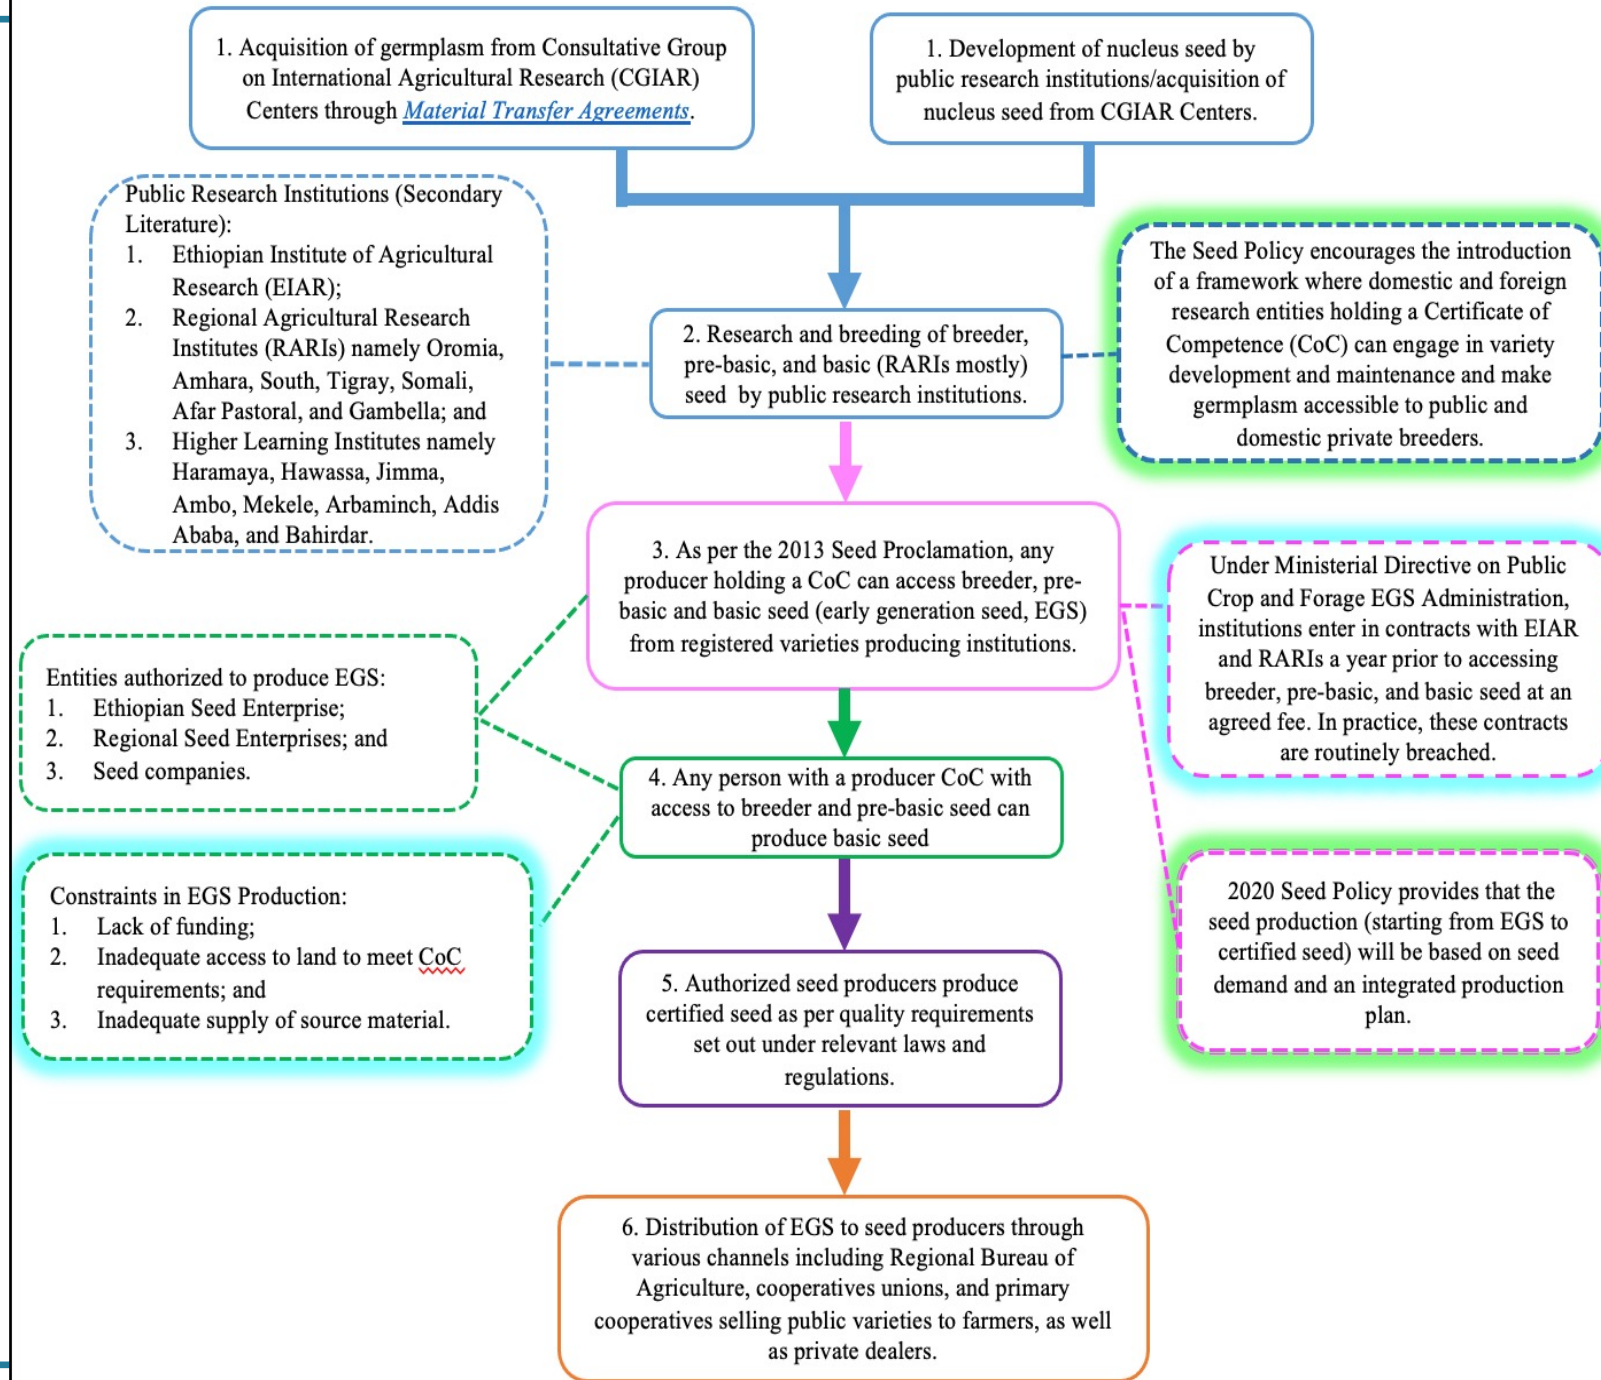 1. Acquisition of germplasm from Consultative Group
on International Agricultural Research (CGIAR)
Centers through Material Transfer Agreements.
1. Development of nucleus seed by
public research institutions/acquisition of
nucleus seed from CGIAR Centers.
Public Research Institutions (Secondary
Literature):
1. Ethiopian Institute of Agricultural
Research (EIAR);
2. Regional Agricultural Research
Institutes (RARIs) namely Oromia,
Amhara, South, Tigray, Somali,
Afar Pastoral, and Gambella; and
3. Higher Learning Institutes namely
Haramaya, Hawassa, Jimma,
Ambo, Mekele, Arbaminch, Addis
Ababa, and Bahirdar.
2. Research and breeding of breeder,
pre-basic, and basic (RARIs mostly)
seed by public research institutions.
The Seed Policy encourages the introduction
of a framework where domestic and foreign
research entities holding a Certificate of
Competence (CoC) can engage in variety
development and maintenance and make
germplasm accessible to public and
domestic private breeders.
3. As per the 2013 Seed Proclamation, any
producer holding a CoC can access breeder, pre-
basic and basic seed (early generation seed, EGS)
from registered varieties producing institutions.
Under Ministerial Directive on Public
Crop and Forage EGS Administration,
institutions enter in contracts with EIAR
and RARIs a year prior to accessing
breeder, pre-basic, and basic seed at an
agreed fee. In practice, these contracts
are routinely breached.
Entities authorized to produce EGS:
1. Ethiopian Seed Enterprise;
2. Regional Seed Enterprises; and
3. Seed companies.
4. Any person with a producer CoC with
access to breeder and pre-basic seed can
produce basic seed
Constraints in EGS Production:
1. Lack of funding;
2. Inadequate access to land to meet CoC
requirements; and
3. Inadequate supply of source material.
2020 Seed Policy provides that the
seed production (starting from EGS to
certified seed) will be based on seed
demand and an integrated production
plan.
5. Authorized seed producers produce
certified seed as per quality requirements
set out under relevant laws and
regulations.
6. Distribution of EGS to seed producers through
various channels including Regional Bureau of
Agriculture, cooperatives unions, and primary
cooperatives selling public varieties to farmers, as well
as private dealers.